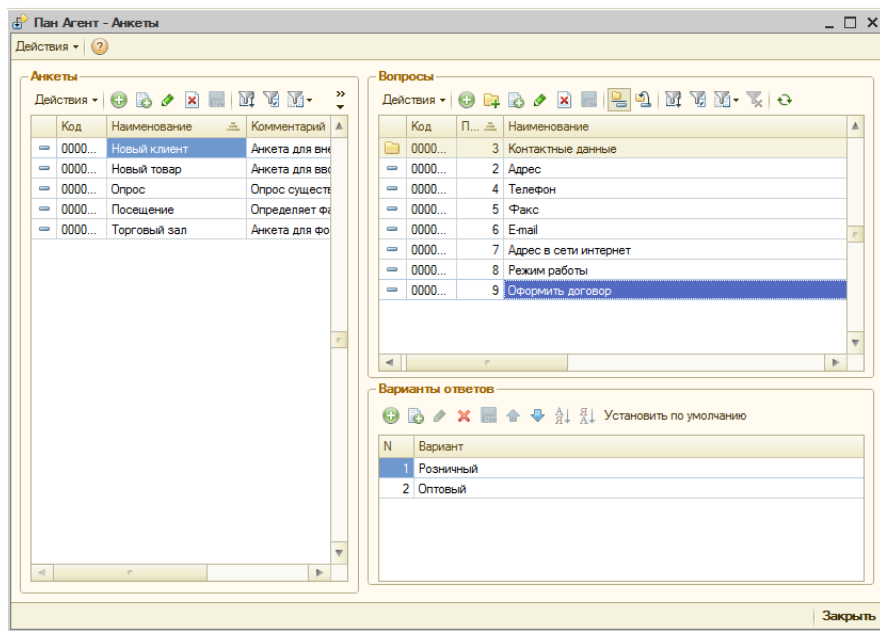 Пан Агент - Анкеты
Действия
Анкеты
Действия
Код Наименование Комментарий
0000... Новый клиент Анкета для вне
0000... Новый товар Анкета для вво
0000... Опрос Опрос существ
0000... Посещение Определяет фа
0000... Торговый зал Анкета для фо
Вопросы
Действия
Код П... Наименование
0000... 3 Контактные данные
0000... 2 Адрес
0000... 4 Телефон
0000... 5 Факс
0000... 6 E-mail
0000... 7 Адрес в сети интернет
0000... 8 Режим работы
0000... 9 Оформить договор
Варианты ответов
Установить по умолчанию
N Вариант
1 Розничный
2 Оптовый
Закрыть